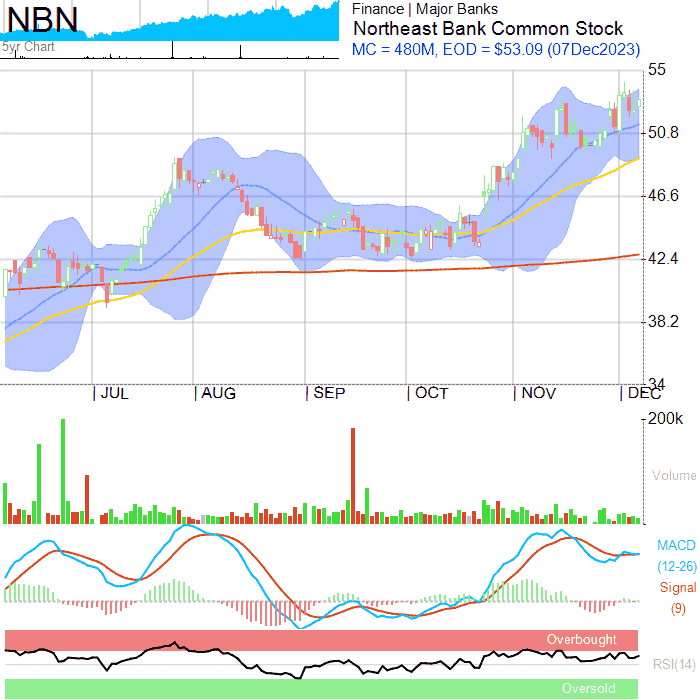 NBN
5yr Chart
Finance | Major Banks
Northeast Bank Common Stock
MC = 480M, EOD = $53.09 (07Dec2023)
55
50.8
46.6
42.4
38.2
34
JUL AUG SEP OCT NOV DEC
200k
Volume
MACD
(12-26)
Signal
(9)
Overbought
RSI(14)
Oversold